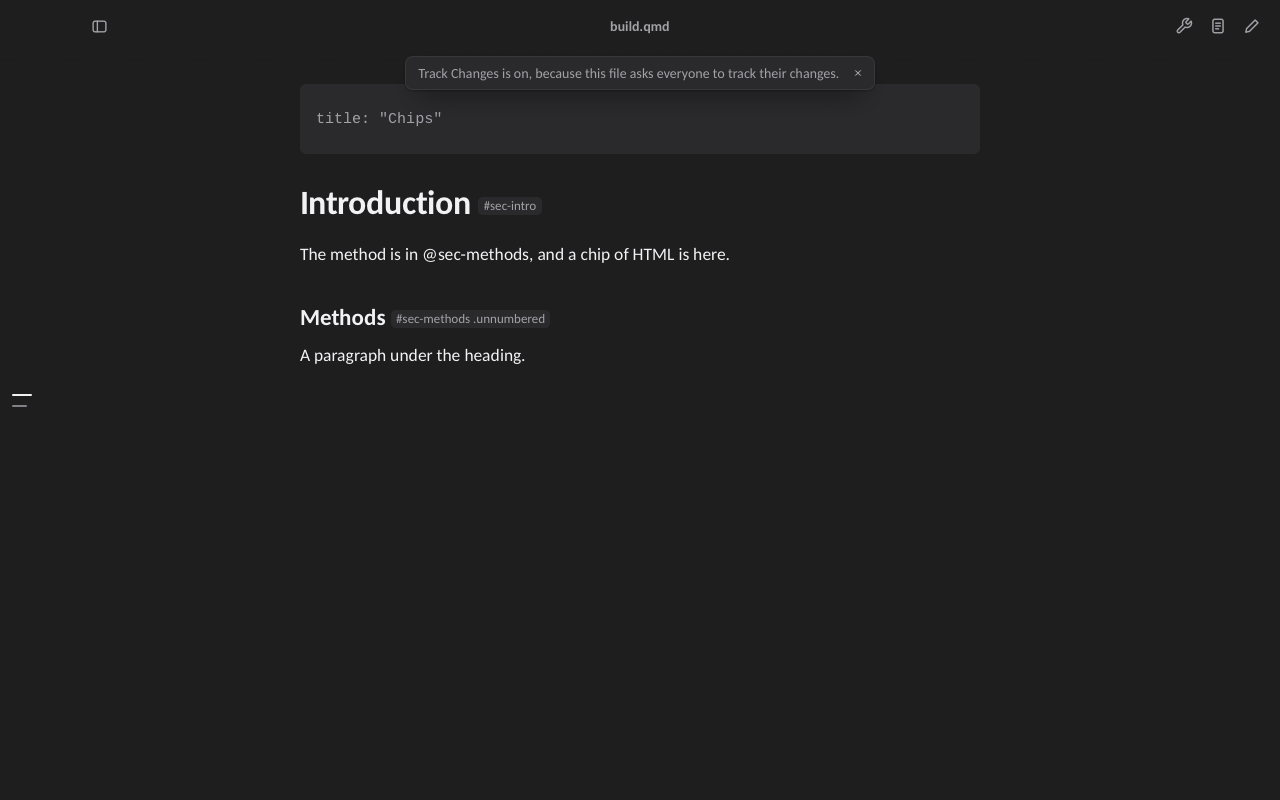 build.qmd
Track Changes is on, because this file asks everyone to track their changes. ×
title: "Chips"
Introduction #sec-intro
The method is in @sec-methods, and a chip of HTML is here.
Methods #sec-methods .unnumbered
A paragraph under the heading.